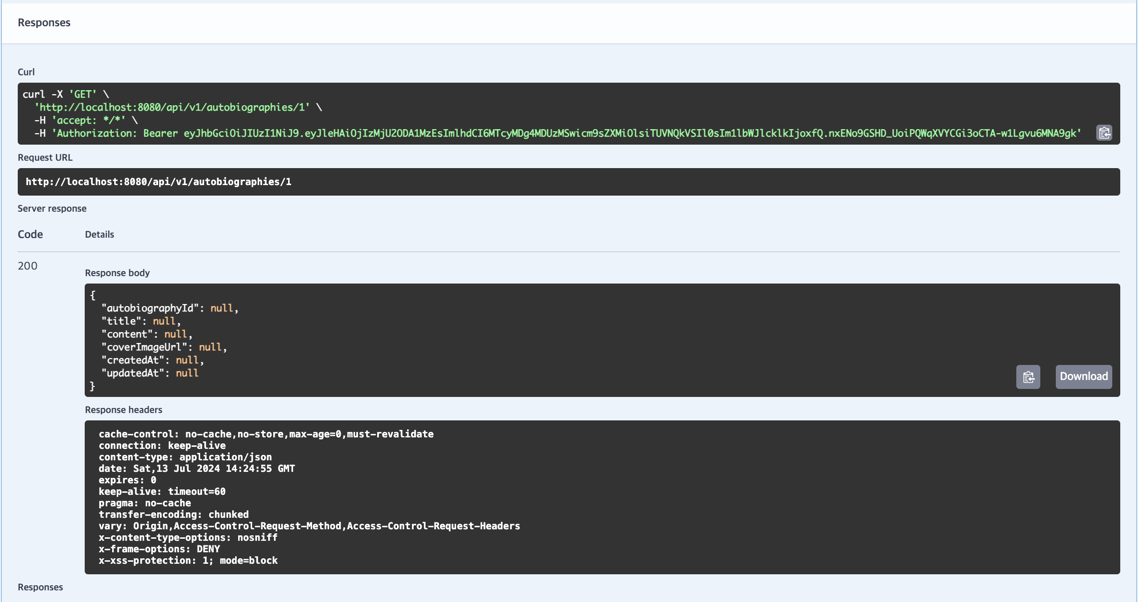 Responses
Curl
curl -X 'GET' \
'http://localhost:8080/api/v1/autobiographies/1' \
-H 'accept: */*' \
-H 'Authorization: Bearer eyJhbGciOiJIUzI1NiJ9.eyJleHAiOjIzMjU2ODA1MzEsImlhdCI6MTcyMDg4MDUzMSwicm9sZXMiOlsiTUVNQkVSIl0sIm1lbWJlcklkIjoxfQ.nxENo9GSHD_UoiPQWqXVYCGi3oCTA-w1Lgvu6MNA9gk'
Request URL
http://localhost:8080/api/v1/autobiographies/1
Server response
Code Details
200
Response body
{
"autobiographyId": null,
"title": null,
"content": null,
"coverImageUrl": null,
"createdAt": null,
"updatedAt": null
}
Download
Response headers
cache-control: no-cache,no-store,max-age=0,must-revalidate
connection: keep-alive
content-type: application/json
date: Sat,13 Jul 2024 14:24:55 GMT
expires: 0
keep-alive: timeout=60
pragma: no-cache
transfer-encoding: chunked
vary: Origin,Access-Control-Request-Method,Access-Control-Request-Headers
x-content-type-options: nosniff
x-frame-options: DENY
x-xss-protection: 1; mode=block
Responses